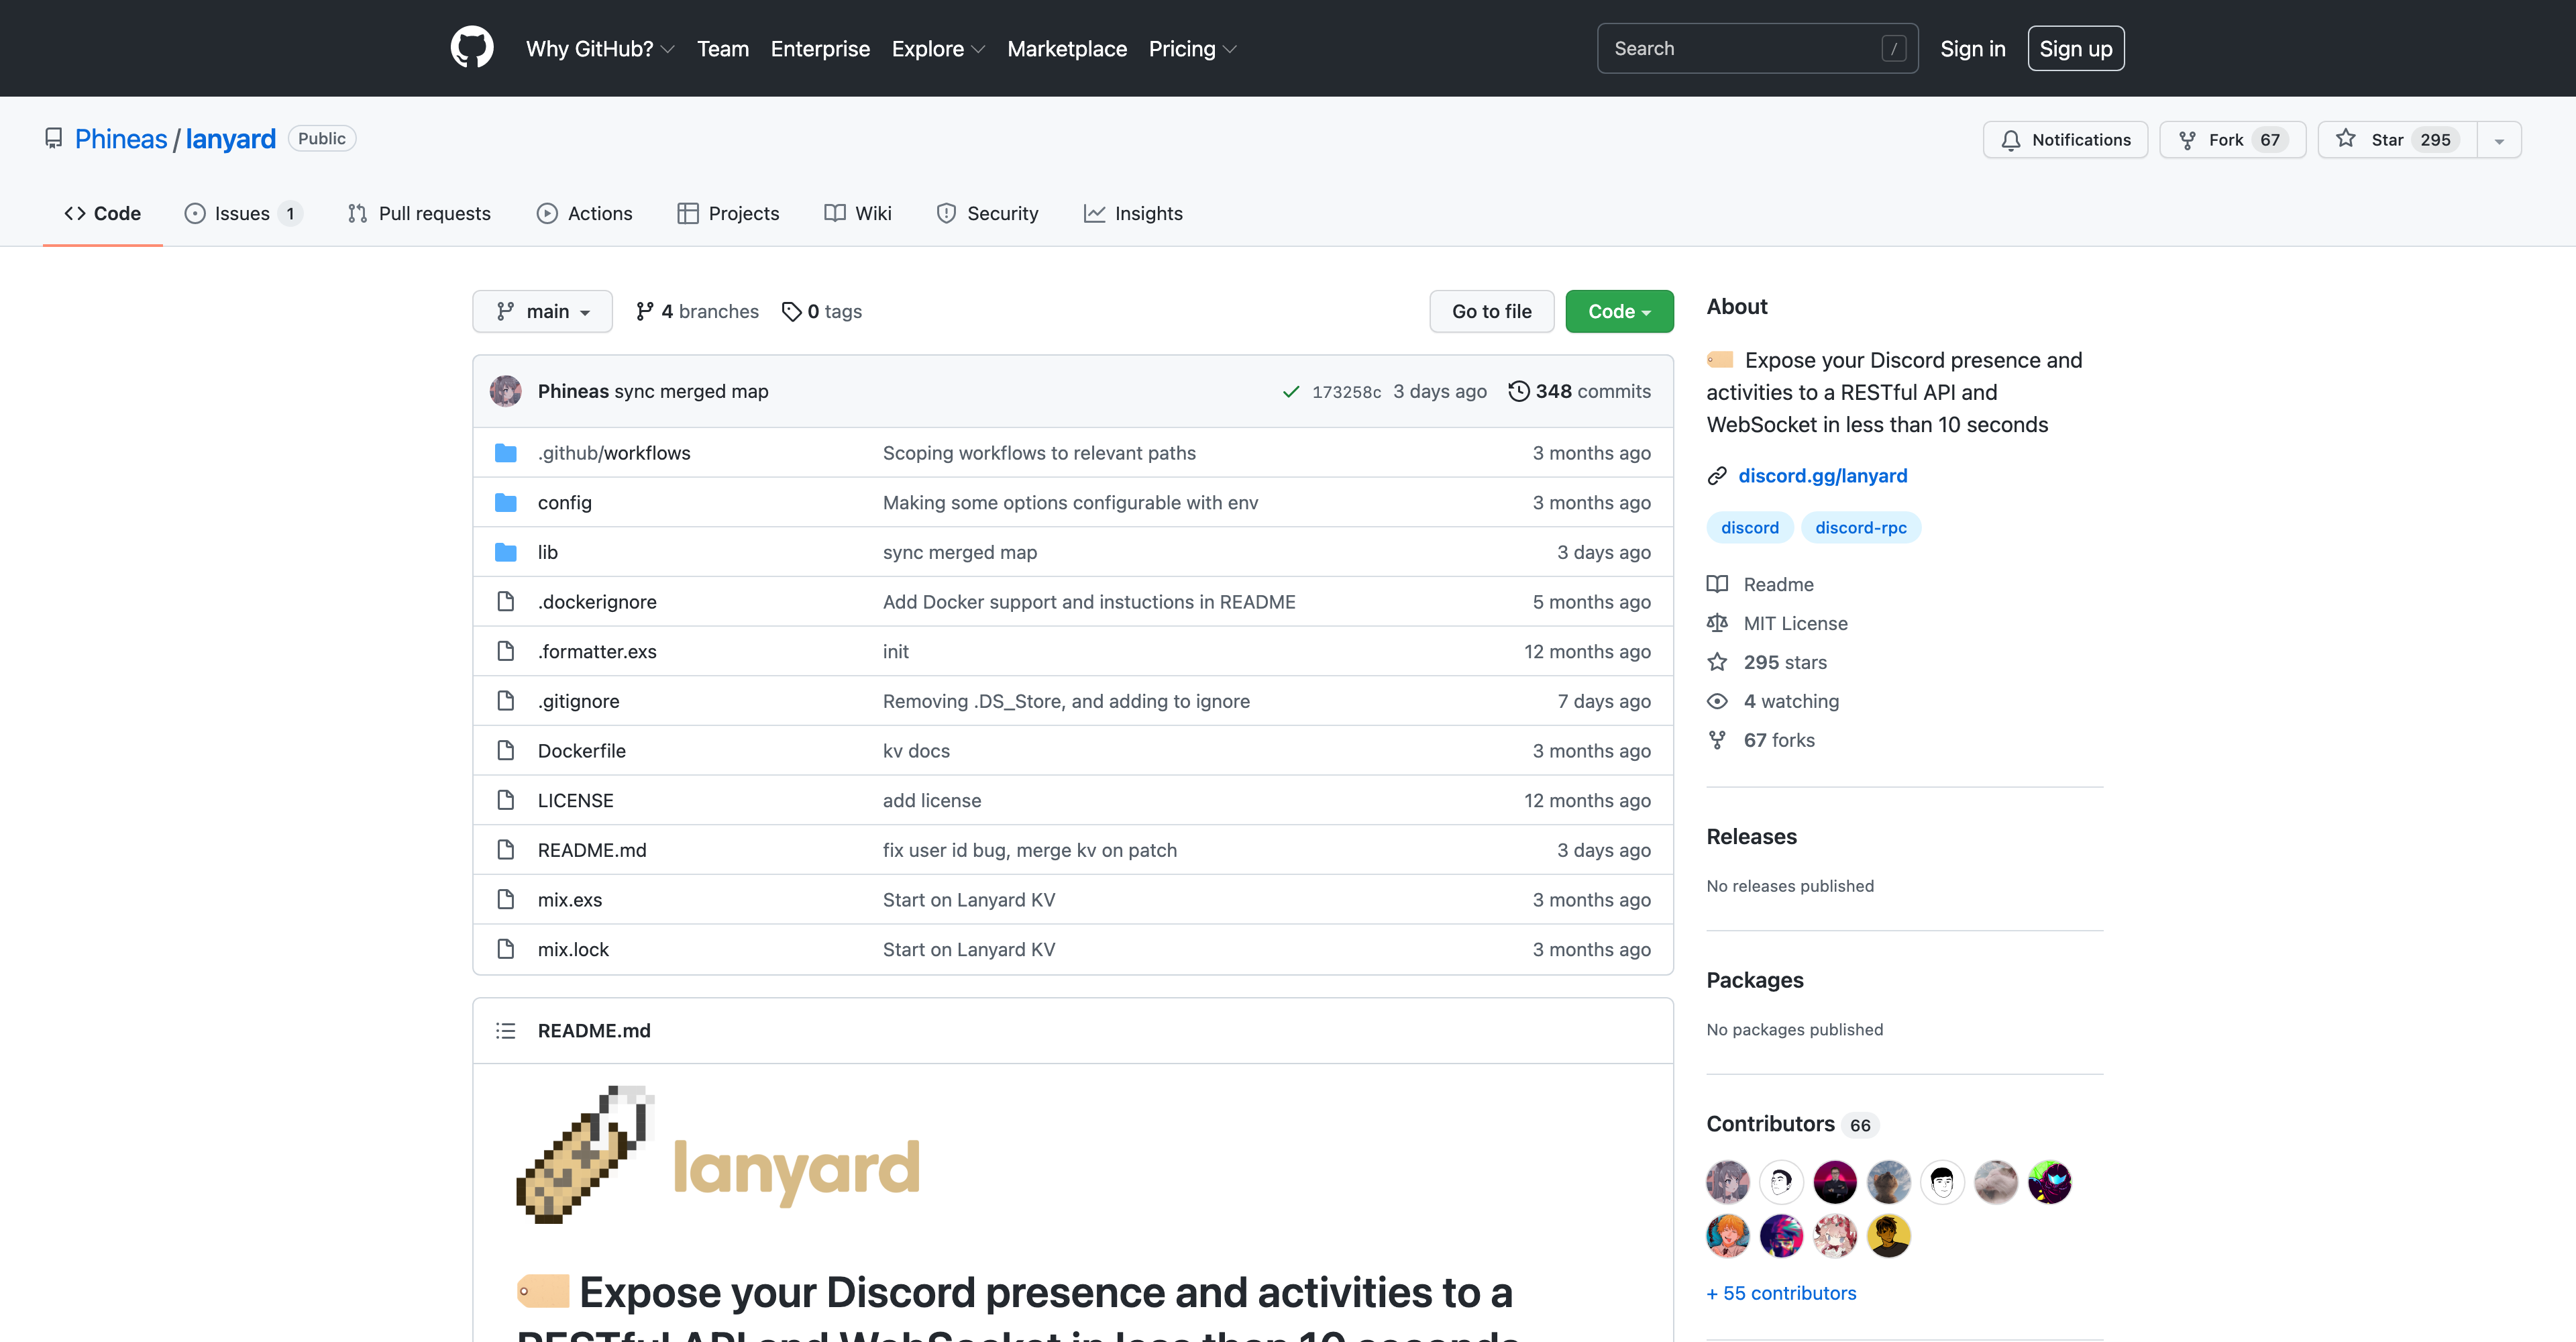 Why GitHub? Team Enterprise Explore Marketplace Pricing Search / Sign in Sign up
Phineas / lanyard Public Notifications Fork 67 Star 295
Code Issues 1 Pull requests Actions Projects Wiki Security Insights
main 4 branches 0 tags Go to file Code
Phineas sync merged map 173258c 3 days ago 348 commits
.github/workflows Scoping workflows to relevant paths 3 months ago
config Making some options configurable with env 3 months ago
lib sync merged map 3 days ago
.dockerignore Add Docker support and instuctions in README 5 months ago
.formatter.exs init 12 months ago
.gitignore Removing .DS_Store, and adding to ignore 7 days ago
Dockerfile kv docs 3 months ago
LICENSE add license 12 months ago
README.md fix user id bug, merge kv on patch 3 days ago
mix.exs Start on Lanyard KV 3 months ago
mix.lock Start on Lanyard KV 3 months ago
README.md
lanyard
Expose your Discord presence and activities to a
RESTful API and WebSocket in less than 10 seconds
About
Expose your Discord presence and
activities to a RESTful API and
WebSocket in less than 10 seconds
discord.gg/lanyard
discord discord-rpc
Readme
MIT License
295 stars
4 watching
67 forks
Releases
No releases published
Packages
No packages published
Contributors 66
+ 55 contributors